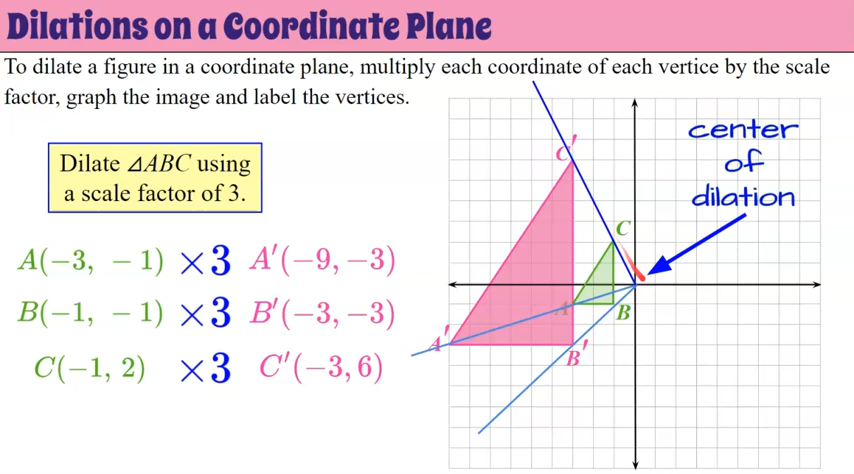 Dilations on a Coordinate Plane
To dilate a figure in a coordinate plane, multiply each coordinate of each vertice by the scale
factor, graph the image and label the vertices.
Dilate ⊿ABC using
a scale factor of 3.
A(−3, −1) ×3 A′(−9, −3)
B(−1, −1) ×3 B′(−3, −3)
C(−1, 2) ×3 C′(−3, 6)
center
of
dilation
C′
C
A
B
A′
B′